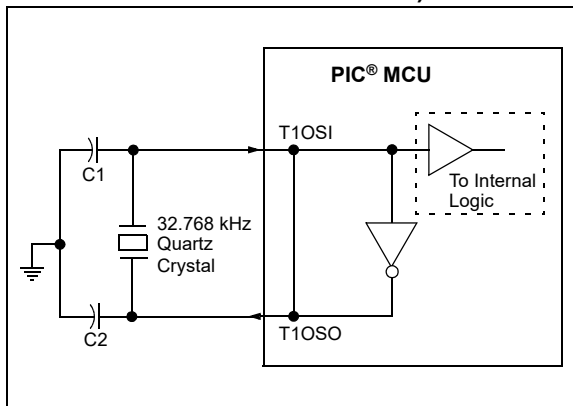 PIC® MCU
T1OSI
C1
To Internal
Logic
32.768 kHz
Quartz
Crystal
T1OSO
C2